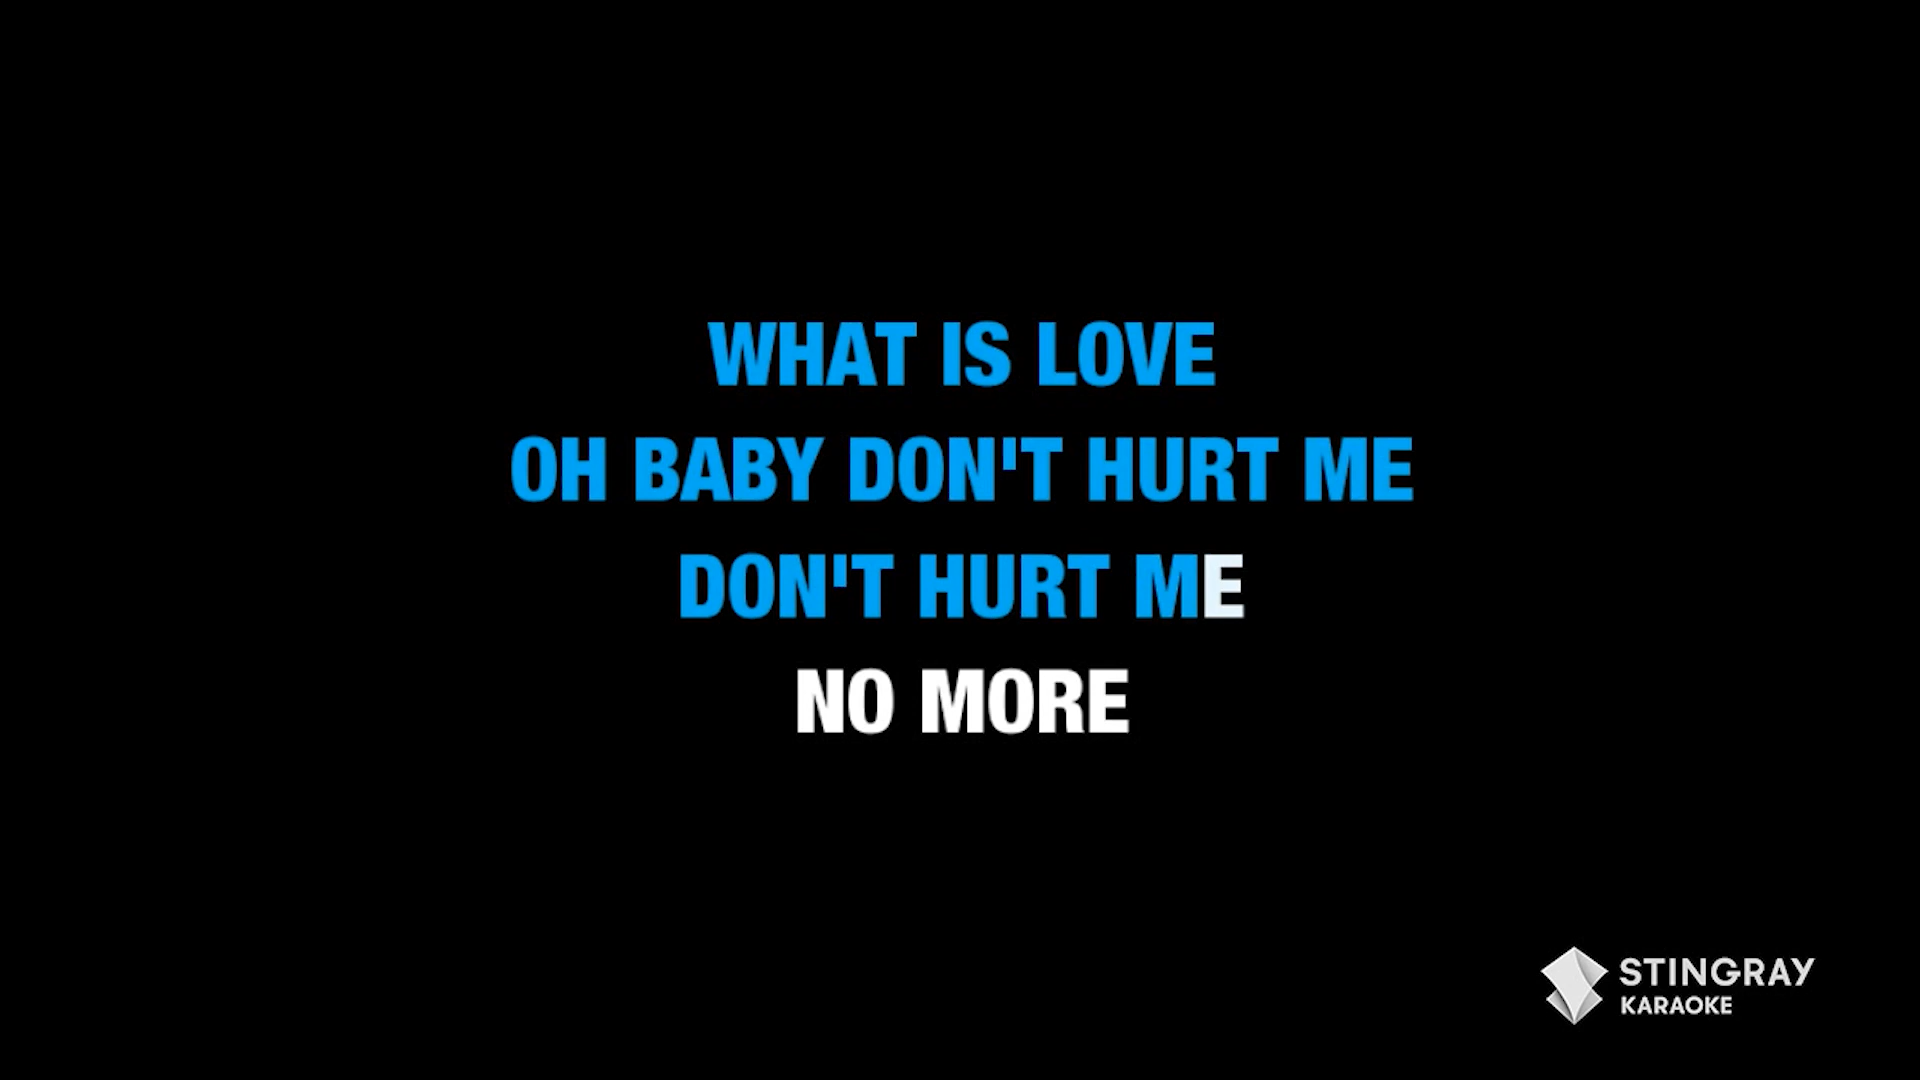 WHAT IS LOVE
OH BABY DON'T HURT ME
DON'T HURT ME
NO MORE
STINGRAY
KARAOKE